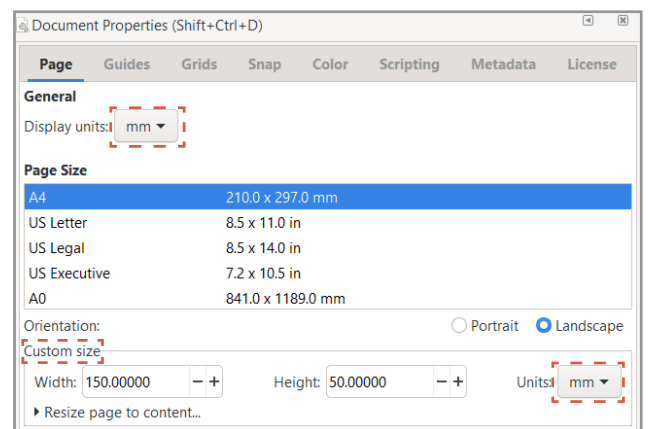 Document Properties (Shift+Ctrl+D)
Page Guides Grids Snap Color Scripting Metadata License
General
Display units: mm
Page Size
A4 210.0 x 297.0 mm
US Letter 8.5 x 11.0 in
US Legal 8.5 x 14.0 in
US Executive 7.2 x 10.5 in
A0 841.0 x 1189.0 mm
Orientation: Portrait Landscape
Custom size
Width: 150.00000 − + Height: 50.00000 − + Units: mm
Resize page to content...